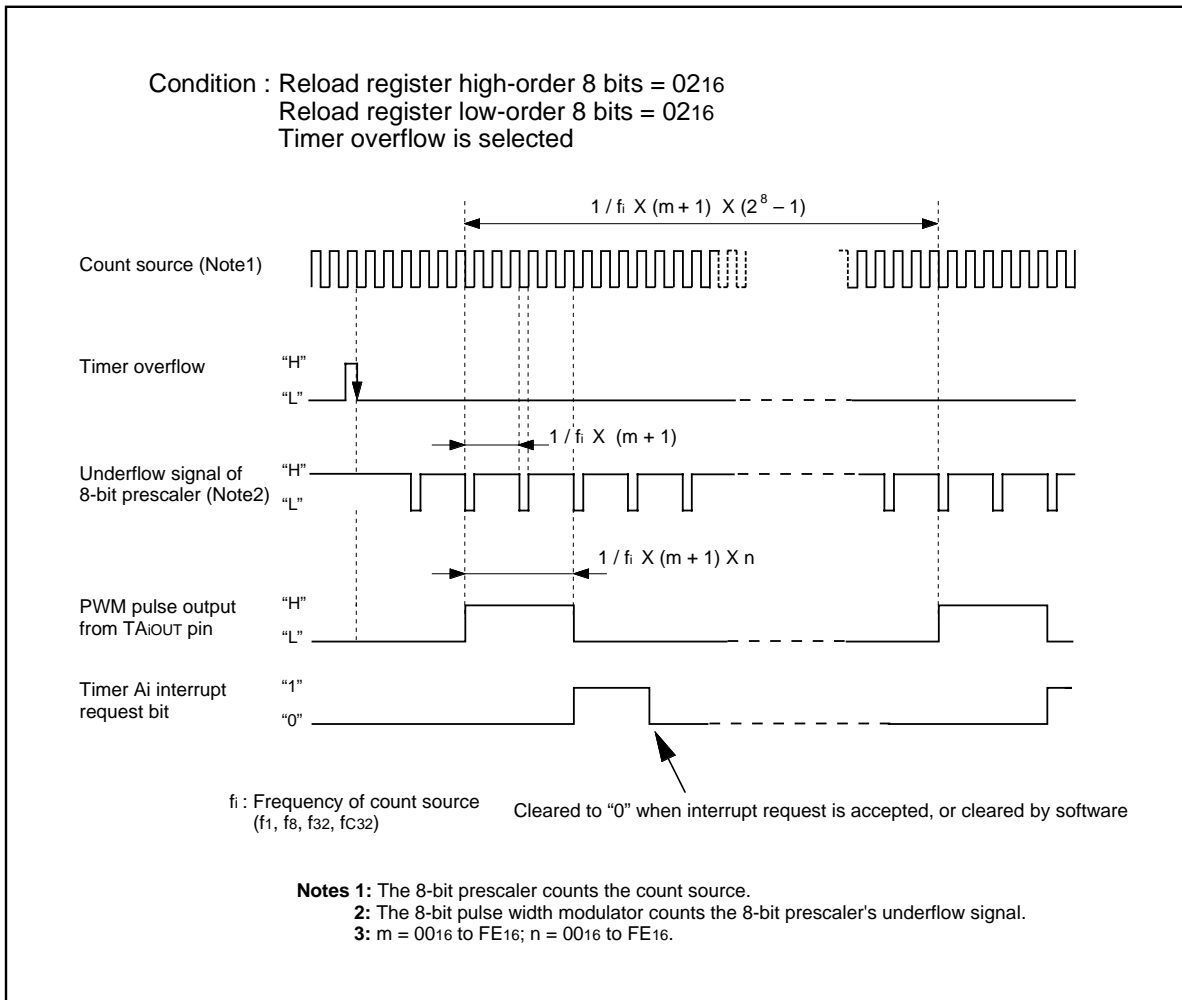 Condition : Reload register high-order 8 bits = 0216
Reload register low-order 8 bits = 0216
Timer overflow is selected
1 / fi X (m + 1) X (2^8 – 1)
Count source (Note1)
Timer overflow
“H”
“L”
1 / fi X (m + 1)
Underflow signal of
8-bit prescaler (Note2)
“H”
“L”
1 / fi X (m + 1) X n
PWM pulse output
from TAiOUT pin
“H”
“L”
Timer Ai interrupt
request bit
“1”
“0”
fi : Frequency of count source
(f1, f8, f32, fC32)
Cleared to “0” when interrupt request is accepted, or cleared by software
Notes 1: The 8-bit prescaler counts the count source.
2: The 8-bit pulse width modulator counts the 8-bit prescaler's underflow signal.
3: m = 0016 to FE16; n = 0016 to FE16.